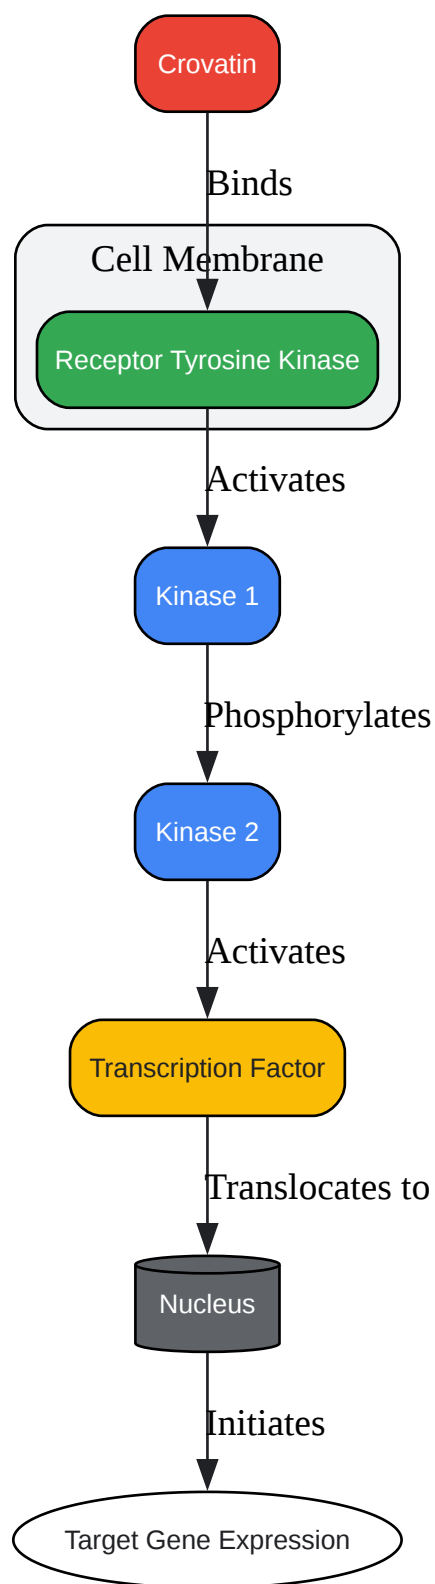 Crovatin
Binds
Cell Membrane
Receptor Tyrosine Kinase
Activates
Kinase 1
Phosphorylates
Kinase 2
Activates
Transcription Factor
Translocates to
Nucleus
Initiates
Target Gene Expression